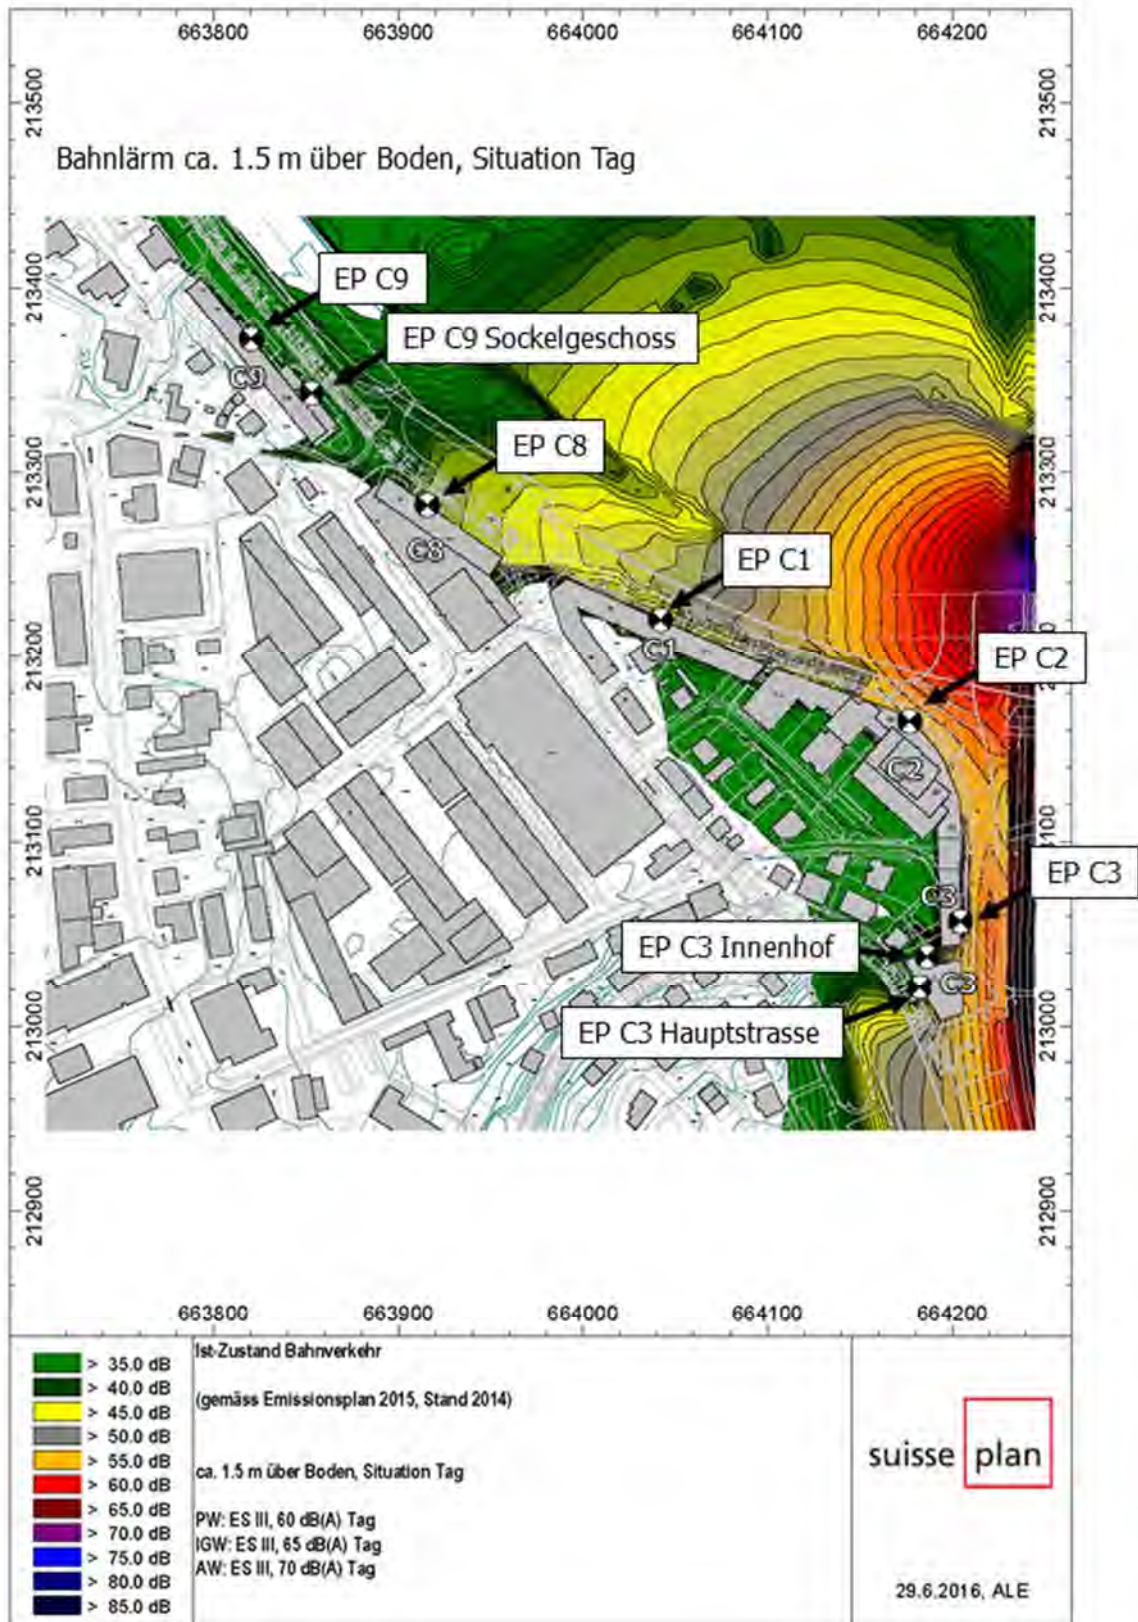 663800 663900 664000 664100 664200
213500 213500
Bahnlärm ca. 1.5 m über Boden, Situation Tag
213400 213400
EP C9
EP C9 Sockelgeschoss
C9
EP C8
213300 213300
C8
EP C1
213200
C1
EP C2
C2
213100
EP C3
C3
EP C3 Innenhof
C3
EP C3 Hauptstrasse
213000 213000
212900 212900
663800 663900 664000 664100 664200
> 35.0 dB
> 40.0 dB
> 45.0 dB
> 50.0 dB
> 55.0 dB
> 60.0 dB
> 65.0 dB
> 70.0 dB
> 75.0 dB
> 80.0 dB
> 85.0 dB
Ist-Zustand Bahnverkehr
(gemäss Emissionsplan 2015, Stand 2014)
ca. 1.5 m über Boden, Situation Tag
PW: ES III, 60 dB(A) Tag
IGW: ES III, 65 dB(A) Tag
AW: ES III, 70 dB(A) Tag
suisse plan
29.6.2016, ALE